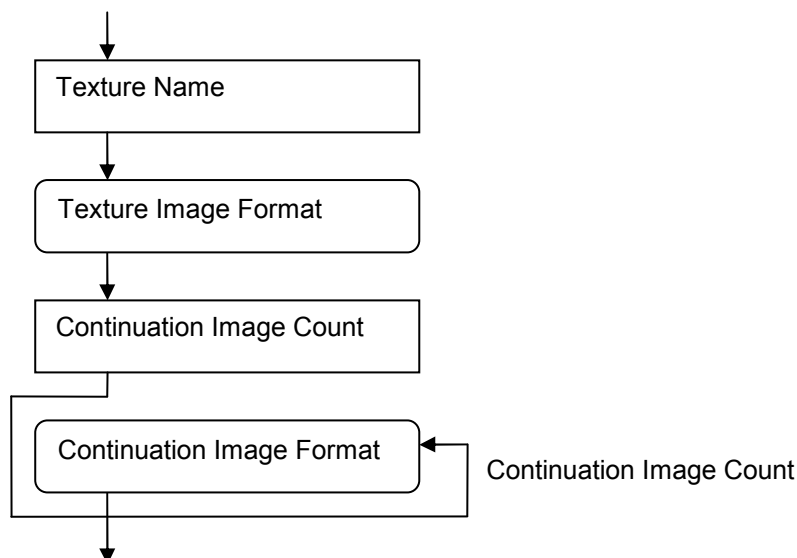 Texture Name
Texture Image Format
Continuation Image Count
Continuation Image Format
Continuation Image Count